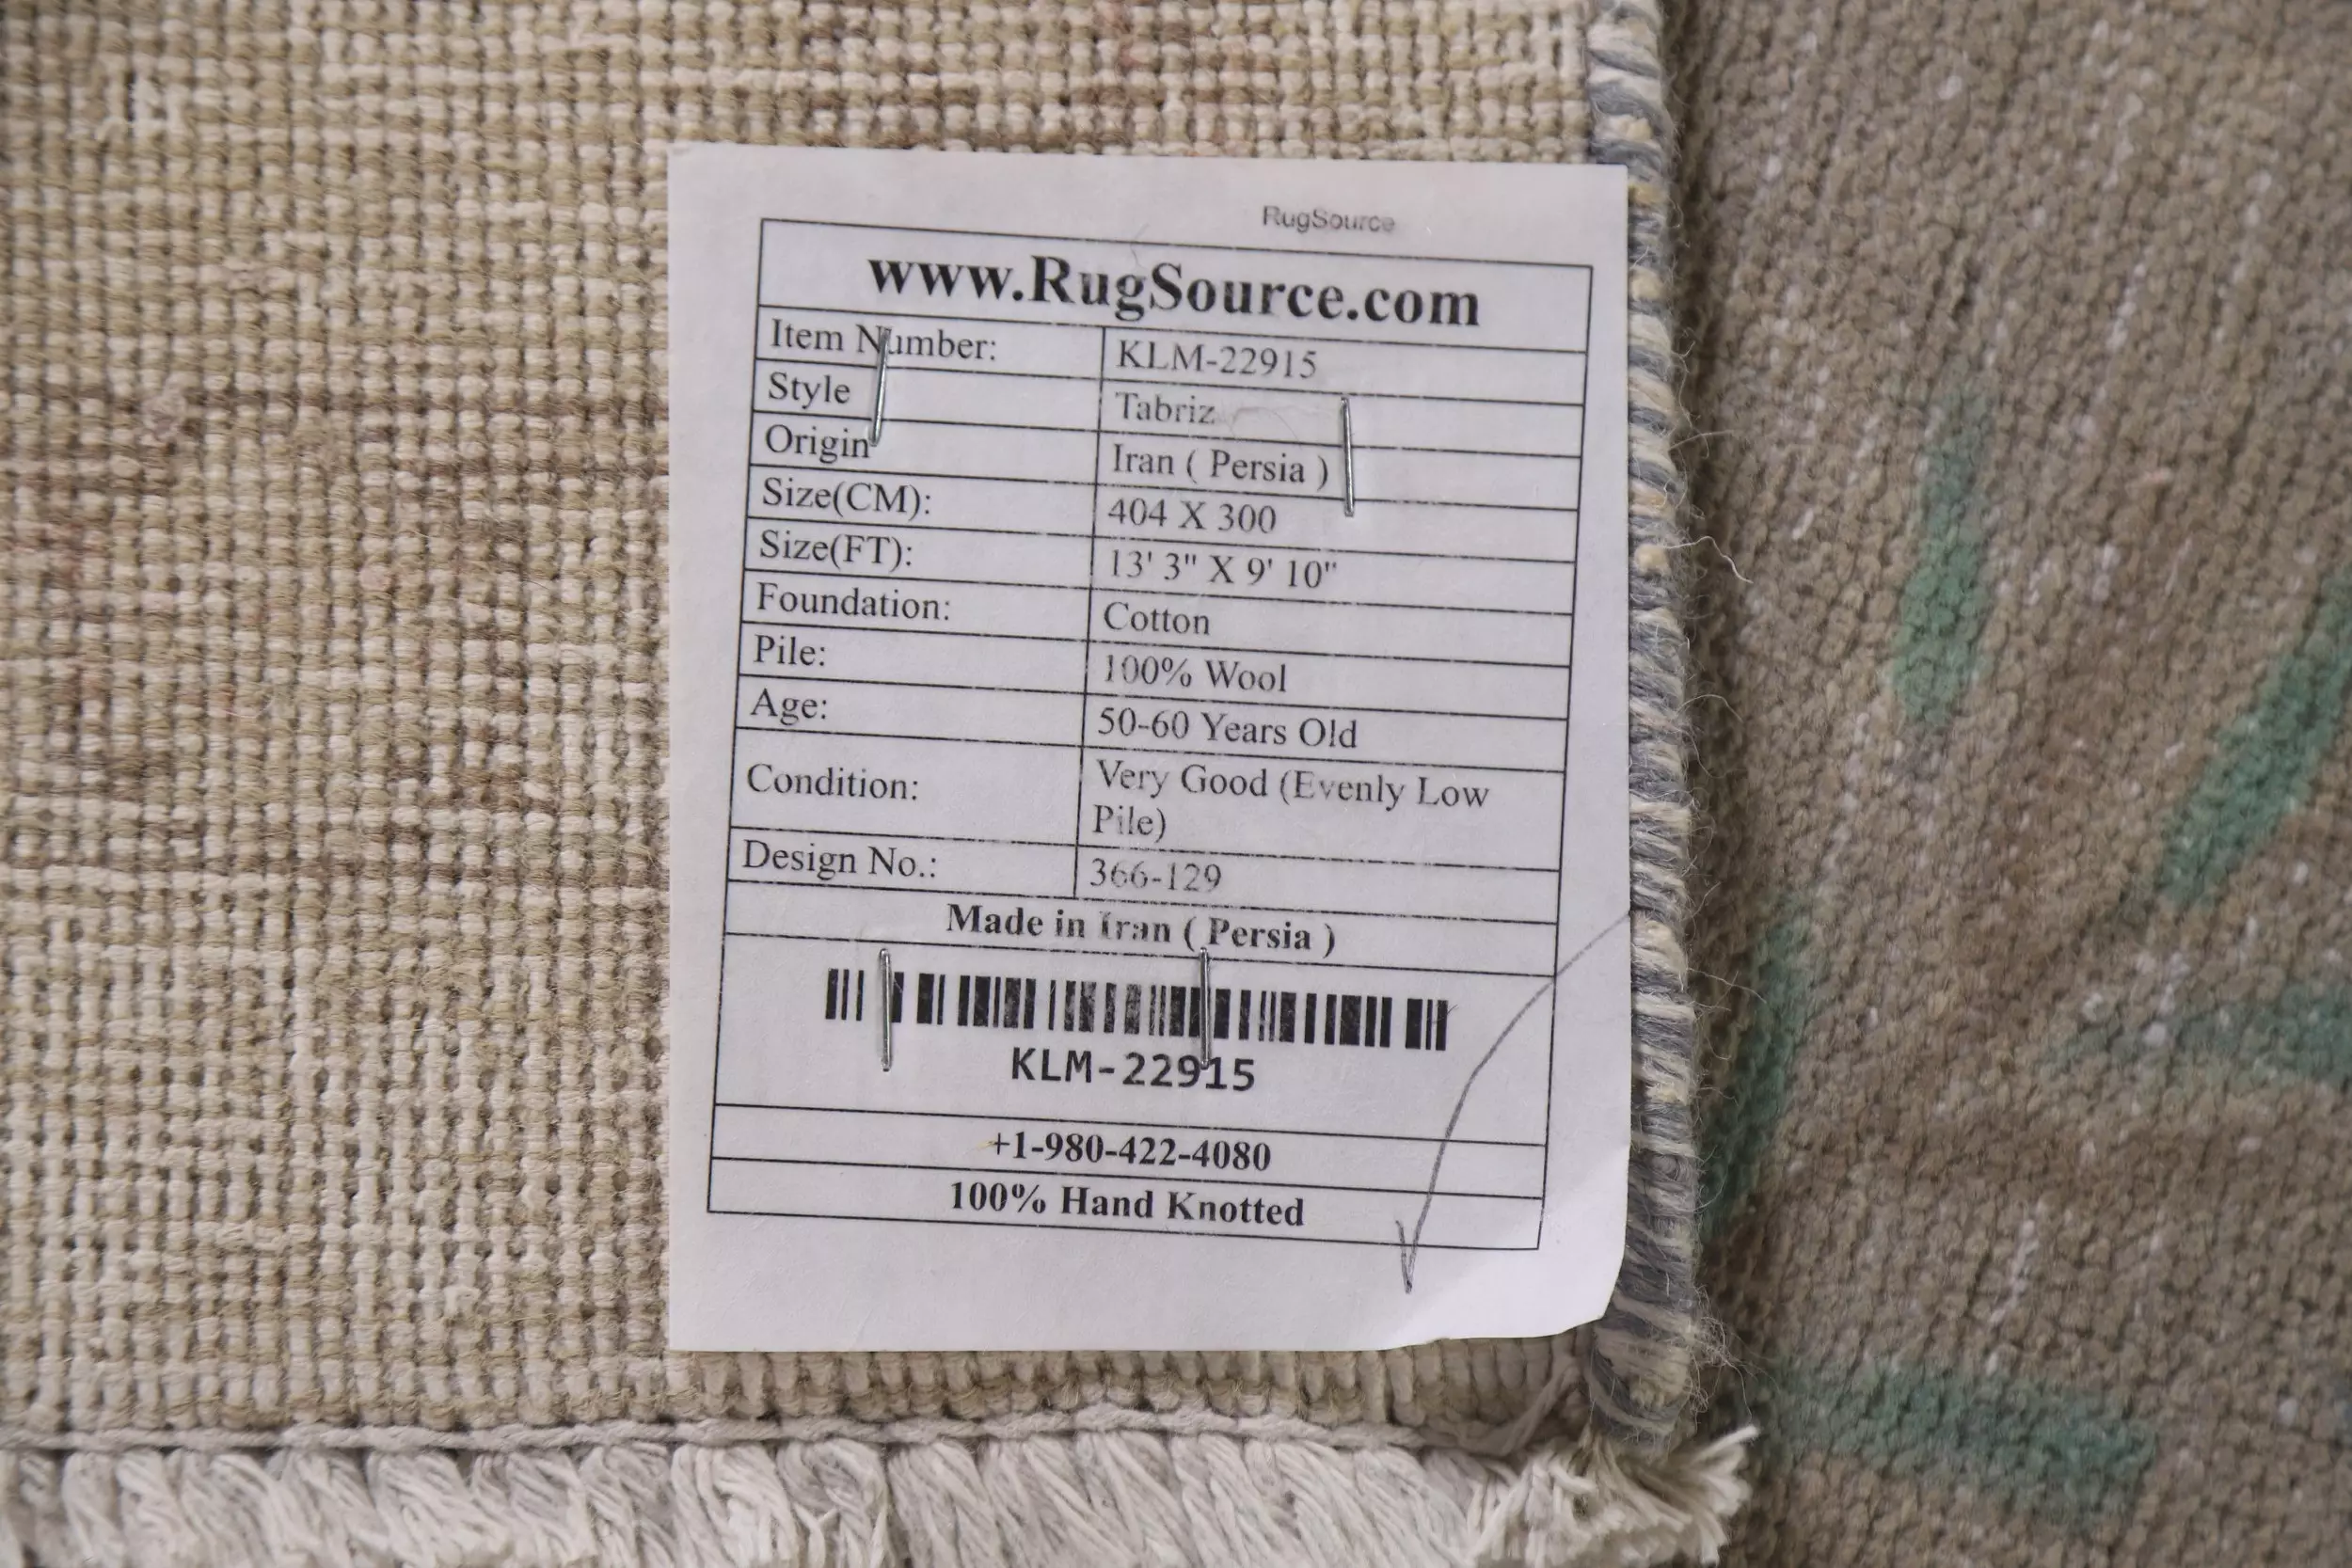 RugSource
www.RugSource.com
Item Number: KLM-22915
Style Tabriz
Origin Iran ( Persia )
Size(CM): 404 X 300
Size(FT): 13' 3" X 9' 10"
Foundation: Cotton
Pile: 100% Wool
Age: 50-60 Years Old
Condition: Very Good (Evenly Low
Pile)
Design No.: 366-129
Made in Iran ( Persia )
KLM-22915
+1-980-422-4080
100% Hand Knotted